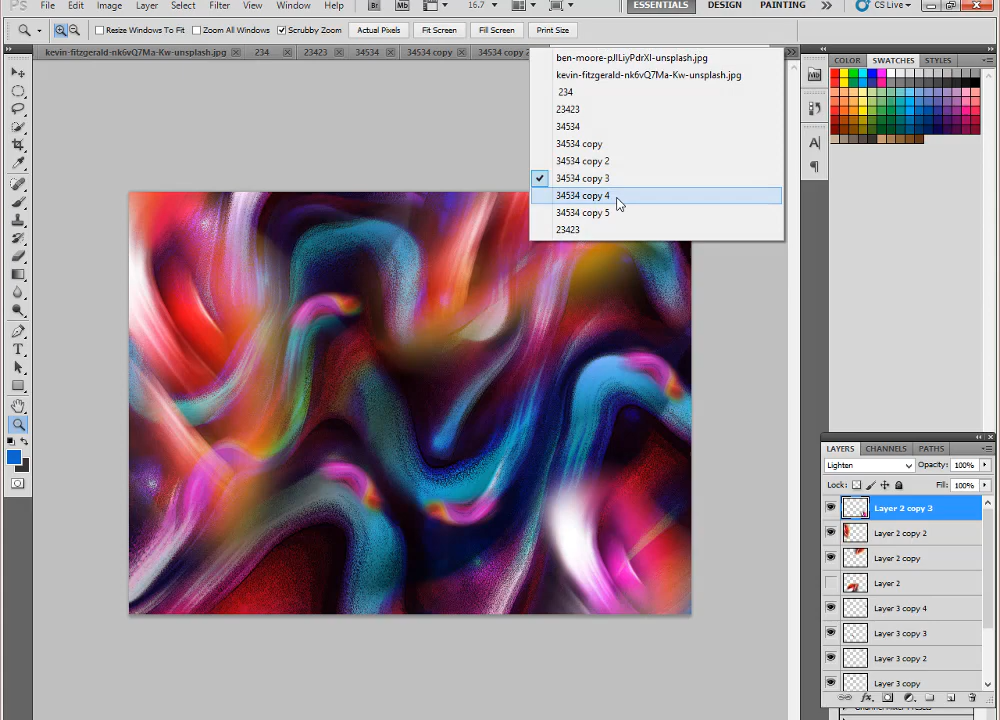 PS File Edit Image Layer Select Filter View Window Help Br Mb 16.7 ESSENTIALS DESIGN PAINTING CS Live
Resize Windows To Fit Zoom All Windows Scrubby Zoom Actual Pixels Fit Screen Fill Screen Print Size
kevin-fitzgerald-nk6vQ7Ma-Kw-unsplash.jpg 234 23423 34534 34534 copy 34534 copy 2
ben-moore-pJILiyPdrXI-unsplash.jpg
kevin-fitzgerald-nk6vQ7Ma-Kw-unsplash.jpg
234
23423
34534
34534 copy
34534 copy 2
34534 copy 3
34534 copy 4
34534 copy 5
23423
COLOR SWATCHES STYLES
Mb
A
T
LAYERS CHANNELS PATHS
Lighten Opacity: 100%
Lock: Fill: 100%
Layer 2 copy 3
Layer 2 copy 2
Layer 2 copy
Layer 2
Layer 3 copy 4
Layer 3 copy 3
Layer 3 copy 2
Layer 3 copy
fx